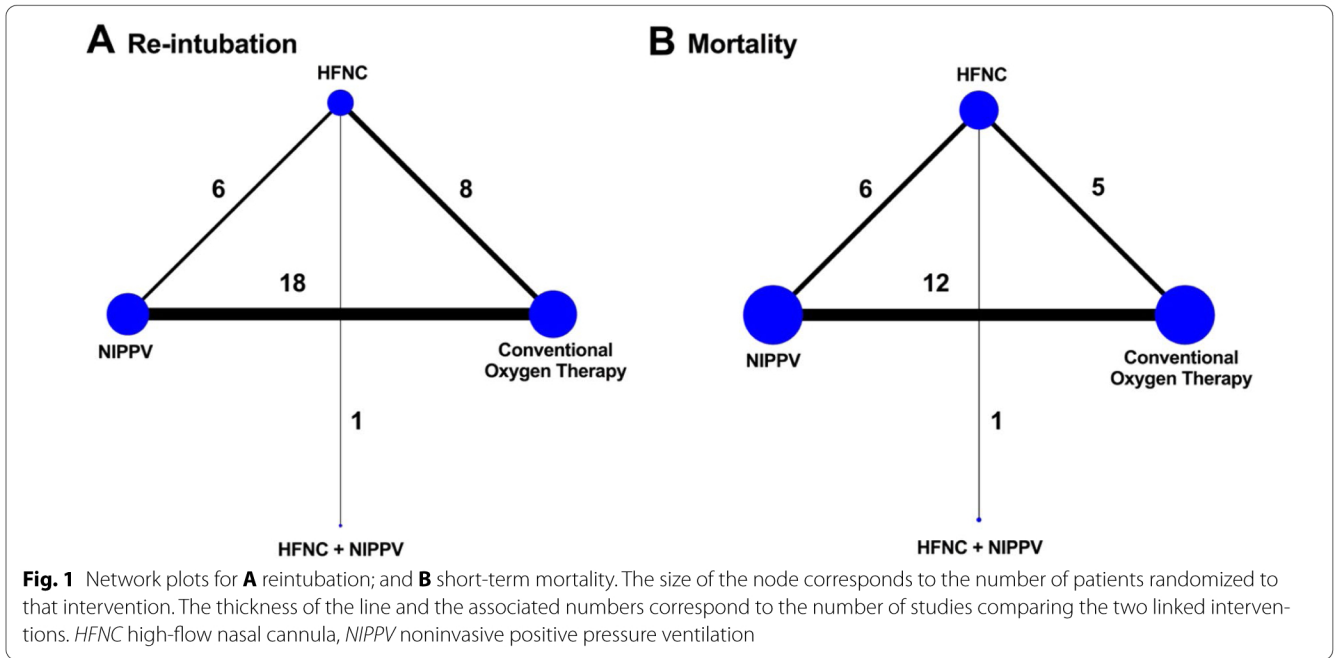 A Re-intubation
HFNC
6
8
18
NIPPV
Conventional
Oxygen Therapy
1
HFNC + NIPPV
B Mortality
HFNC
6
5
12
NIPPV
Conventional
Oxygen Therapy
1
HFNC + NIPPV
Fig. 1 Network plots for A reintubation; and B short-term mortality. The size of the node corresponds to the number of patients randomized to
that intervention. The thickness of the line and the associated numbers correspond to the number of studies comparing the two linked interven-
tions. HFNC high-flow nasal cannula, NIPPV noninvasive positive pressure ventilation